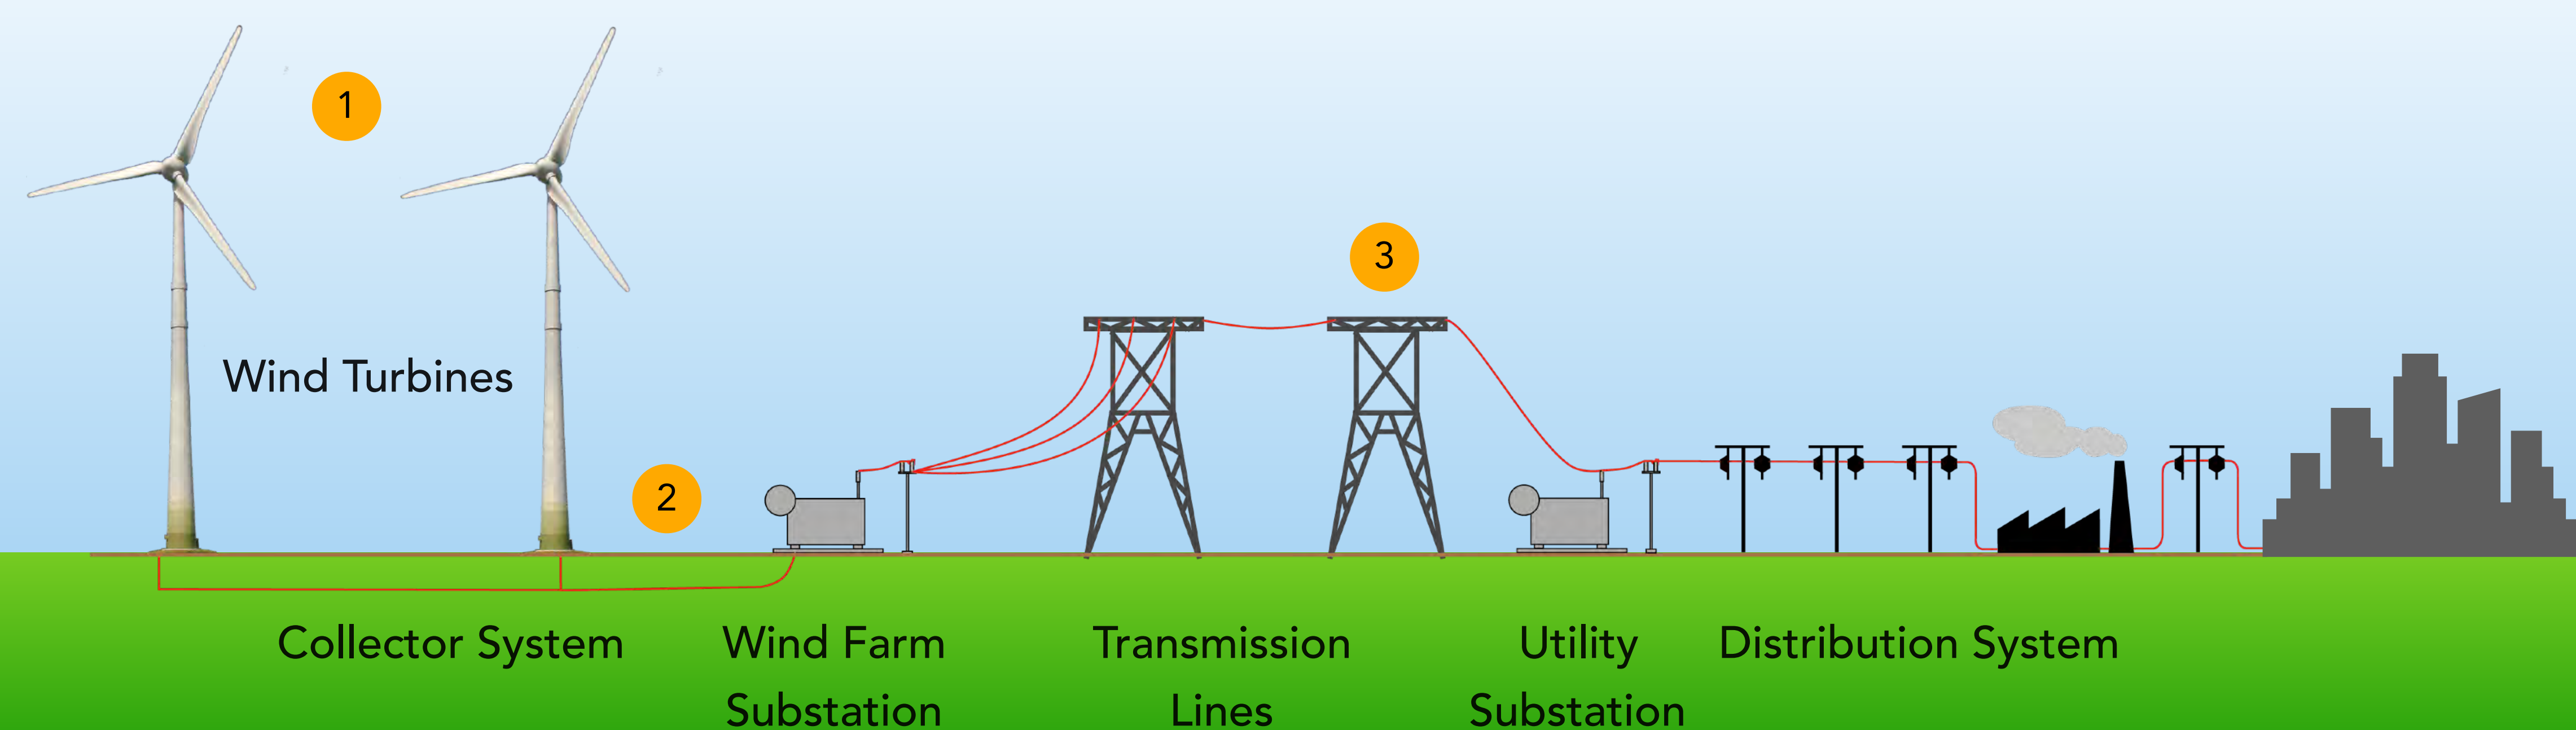 1
3
Wind Turbines
2
Collector System
Wind Farm
Substation
Transmission
Lines
Utility
Substation
Distribution System